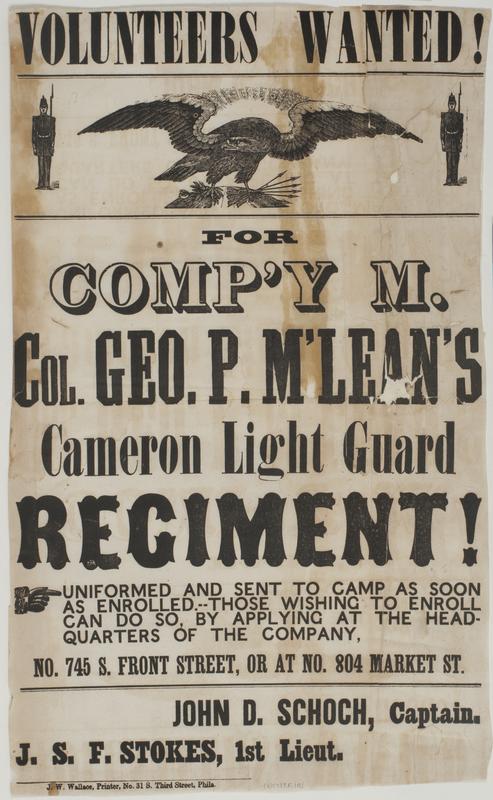 VOLUNTEERS WANTED!
FOR
COMP'Y M.
COL. GEO. P. M'LEAN'S
Cameron Light Guard
REGIMENT!
UNIFORMED AND SENT TO CAMP AS SOON
AS ENROLLED.--THOSE WISHING TO ENROLL
CAN DO SO, BY APPLYING AT THE HEAD-
QUARTERS OF THE COMPANY,
NO. 745 S. FRONT STREET, OR AT NO. 804 MARKET ST.
JOHN D. SCHOCH, Captain.
J. S. F. STOKES, 1st Lieut.
J. W. Wallace, Printer, No. 31 S. Third Street, Phila.